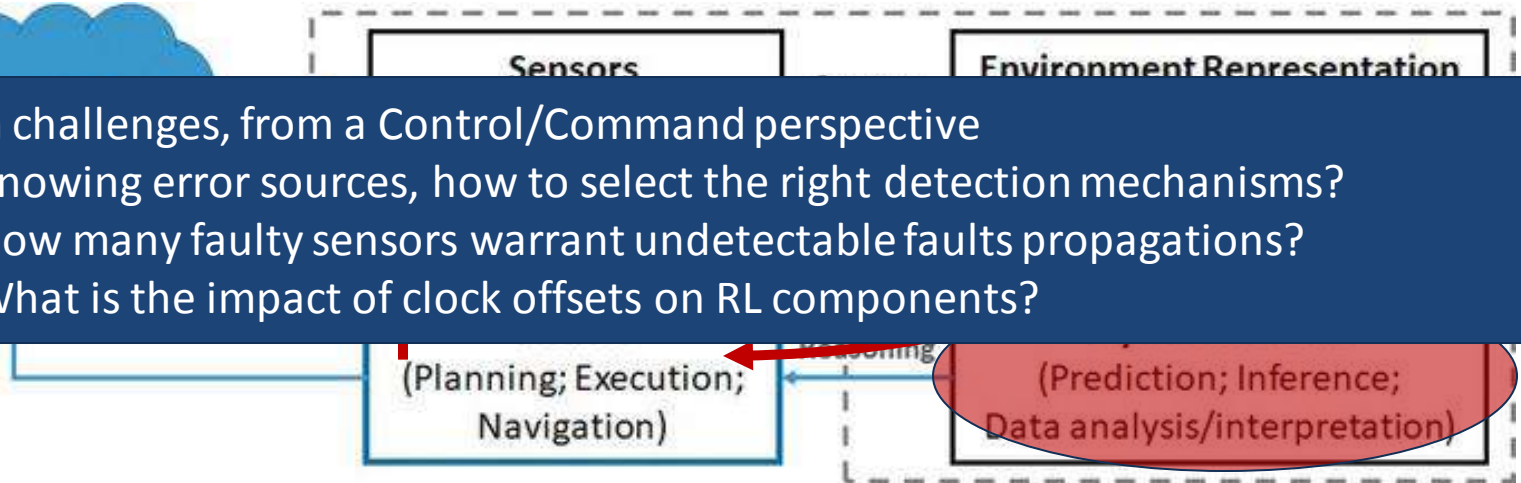 Sensors
Environment Representation
challenges, from a Control/Command perspective
nowing error sources, how to select the right detection mechanisms?
ow many faulty sensors warrant undetectable faults propagations?
What is the impact of clock offsets on RL components?
Reasoning
(Planning; Execution;
Navigation)
(Prediction; Inference;
Data analysis/interpretation)